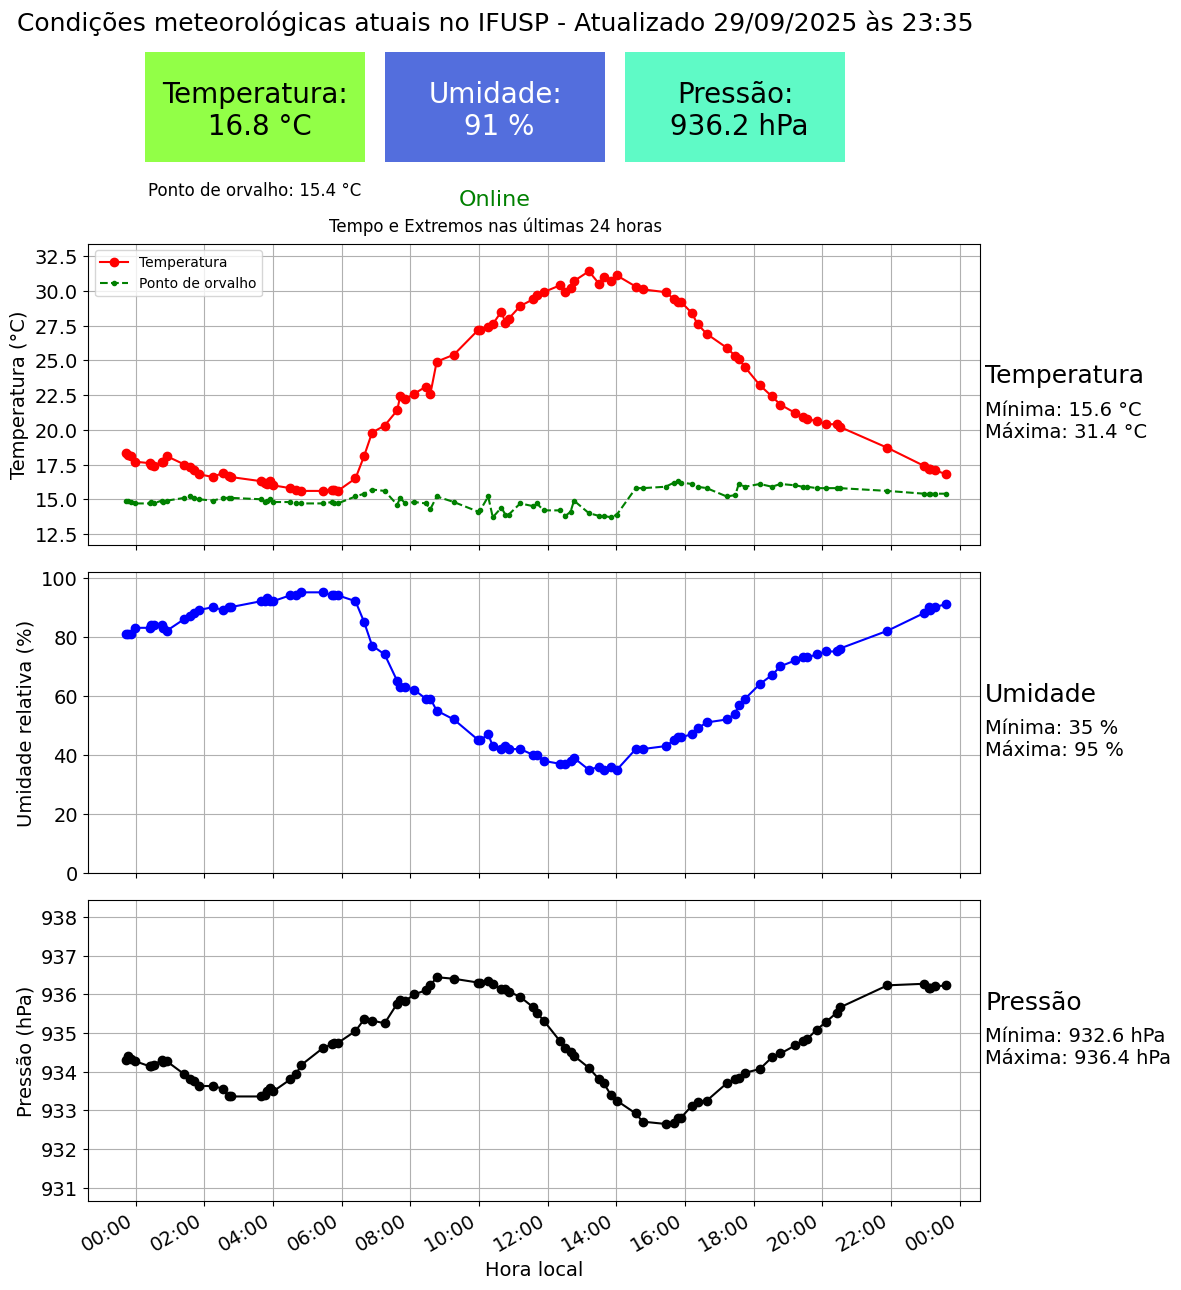 Condições meteorológicas atuais no IFUSP - Atualizado 29/09/2025 às 23:35
Temperatura:
16.8 °C
Umidade:
91 %
Pressão:
936.2 hPa
Ponto de orvalho: 15.4 °C
Online
Tempo e Extremos nas últimas 24 horas
Temperatura
Ponto de orvalho
Temperatura (°C)
32.5
30.0
27.5
25.0
22.5
20.0
17.5
15.0
12.5
Temperatura
Mínima: 15.6 °C
Máxima: 31.4 °C
Umidade relativa (%)
100
80
60
40
20
0
Umidade
Mínima: 35 %
Máxima: 95 %
Pressão (hPa)
938
937
936
935
934
933
932
931
Pressão
Mínima: 932.6 hPa
Máxima: 936.4 hPa
00:00 02:00 04:00 06:00 08:00 10:00 12:00 14:00 16:00 18:00 20:00 22:00 00:00
Hora local